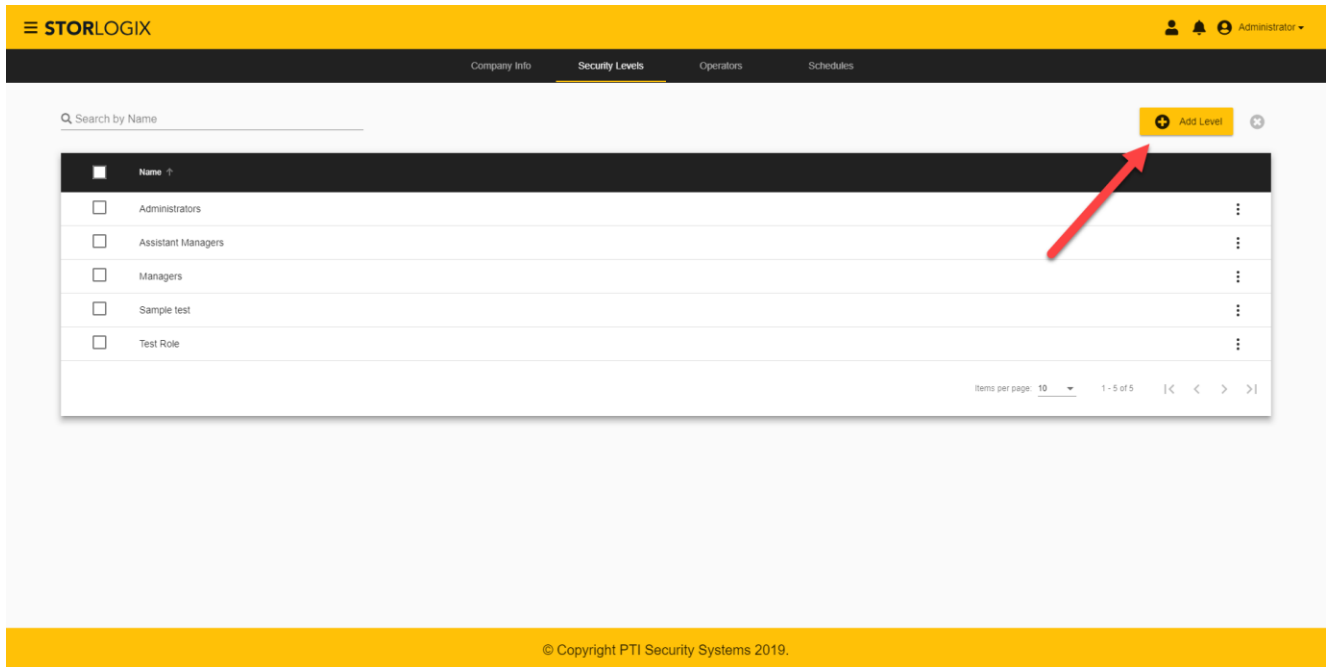 STORLOGIX Administrator
Company Info Security Levels Operators Schedules
Search by Name Add Level
Name
Administrators
Assistant Managers
Managers
Sample test
Test Role
Items per page: 10 1 - 5 of 5
© Copyright PTI Security Systems 2019.